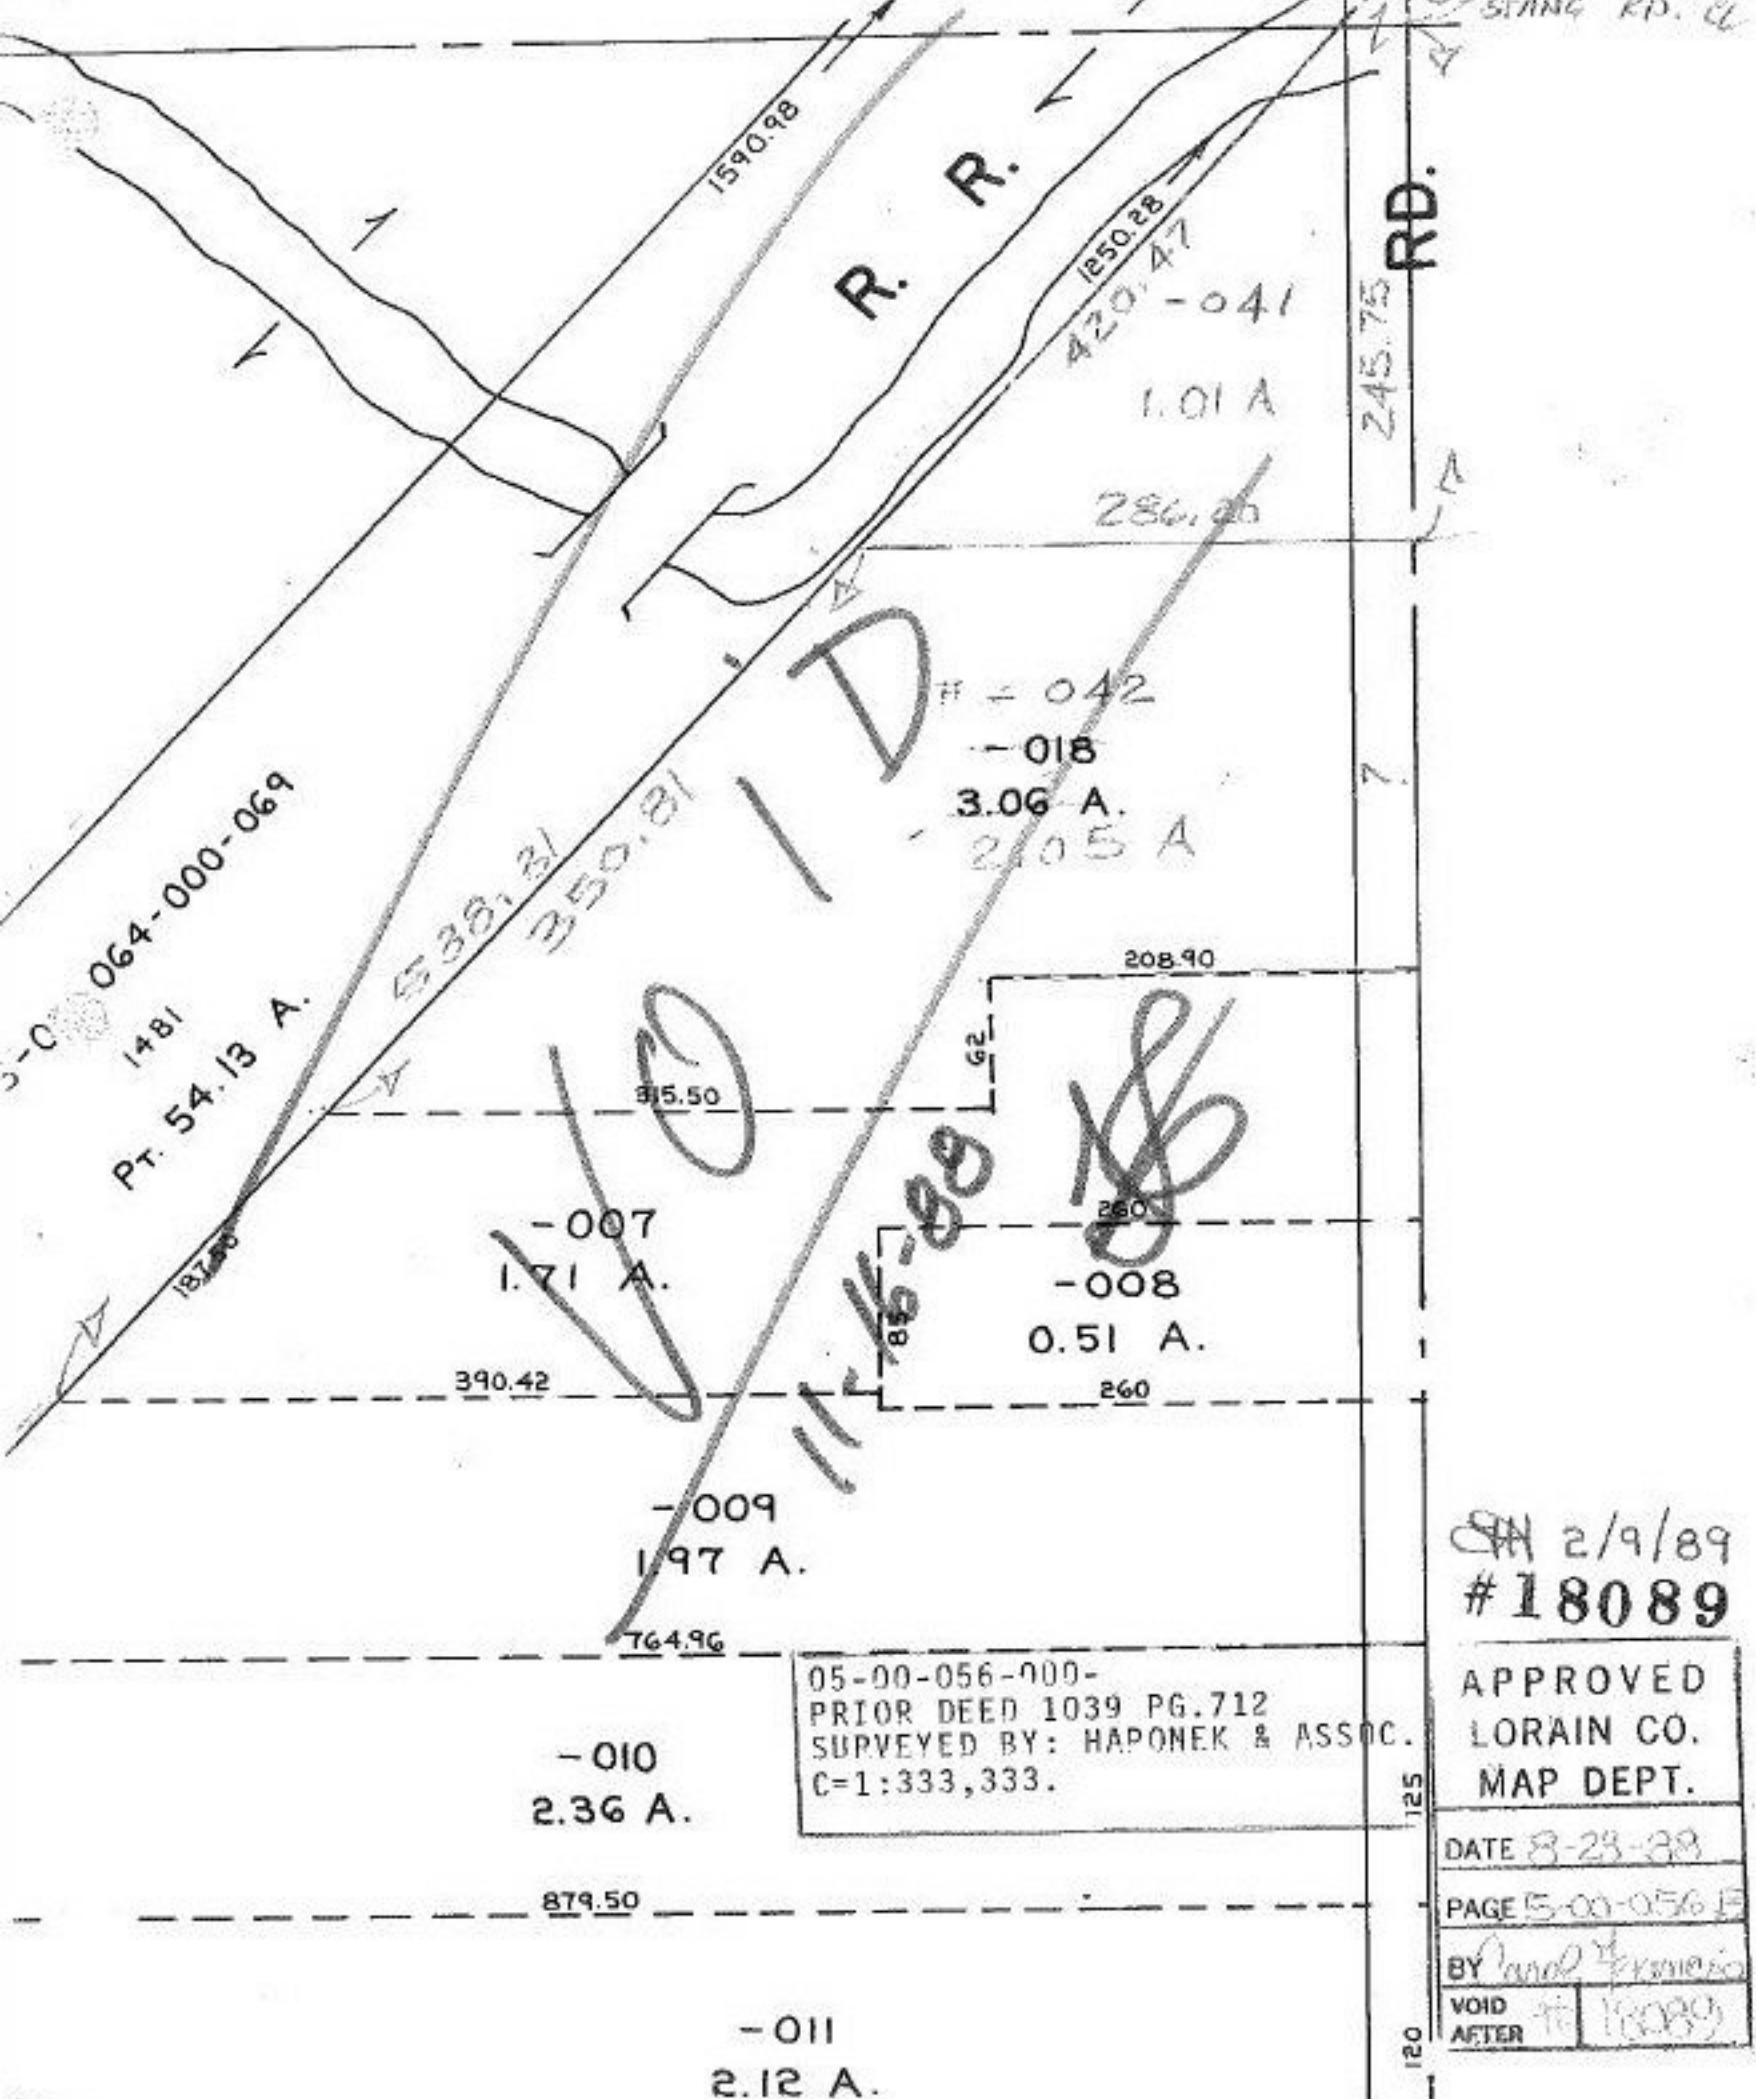 STANG RD. CL
1590.98
R. R.
RD.
1250.28
420.47
-041
1.01 A
245.75
286.
# - 042
-018
3.06 A.
2.05 A
7.
064-000-069
1481
PT. 54.13 A.
538.31
350.81
VOID
208.90
62
315.50
11-16-88
260
-007
1.71 A.
-008
0.51 A.
85
390.42
260
-009
1.97 A.
764.96
2/9/89
#18089
05-00-056-000-
PRIOR DEED 1039 PG.712
SURVEYED BY: HAPONEK & ASSOC.
C=1:333,333.
APPROVED
LORAIN CO.
MAP DEPT.
DATE 8-23-88
PAGE 5-00-056 B
BY Carol
VOID AFTER # 18089
-010
2.36 A.
125
879.50
-011
2.12 A.
120